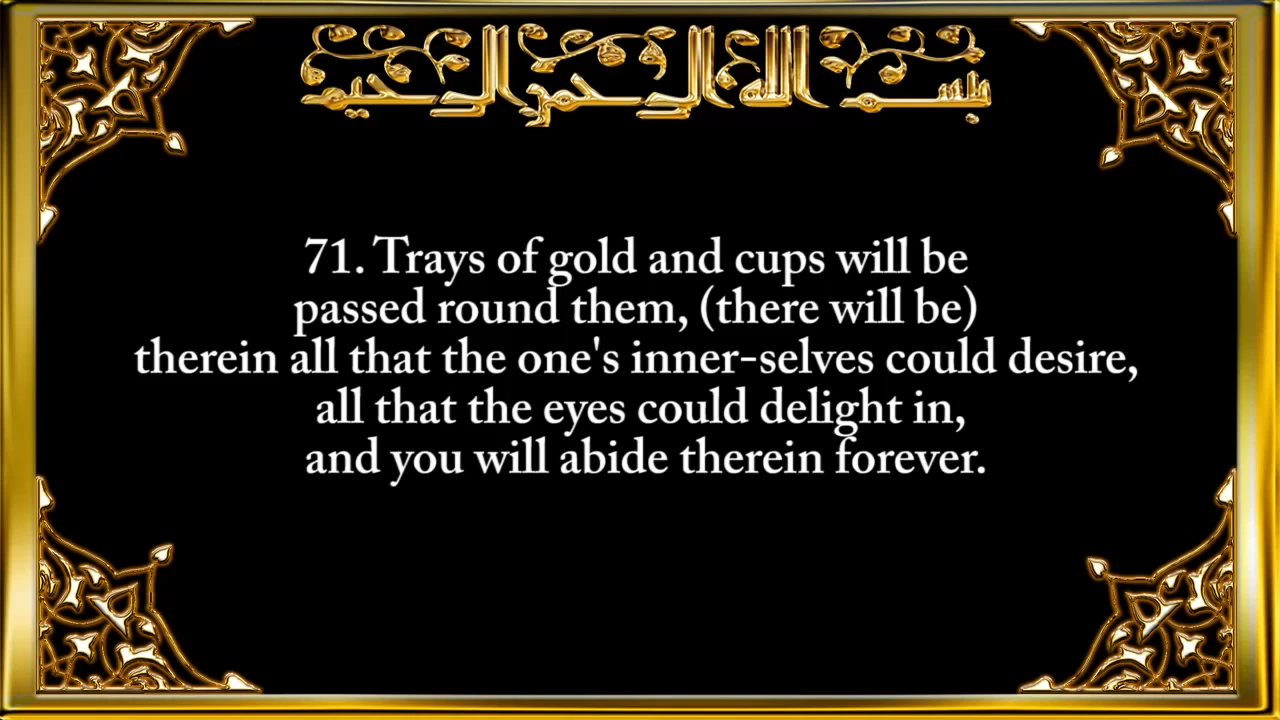 بسم الله الرحمن الرحيم
71. Trays of gold and cups will be
passed round them, (there will be)
therein all that the one's inner-selves could desire,
all that the eyes could delight in,
and you will abide therein forever.